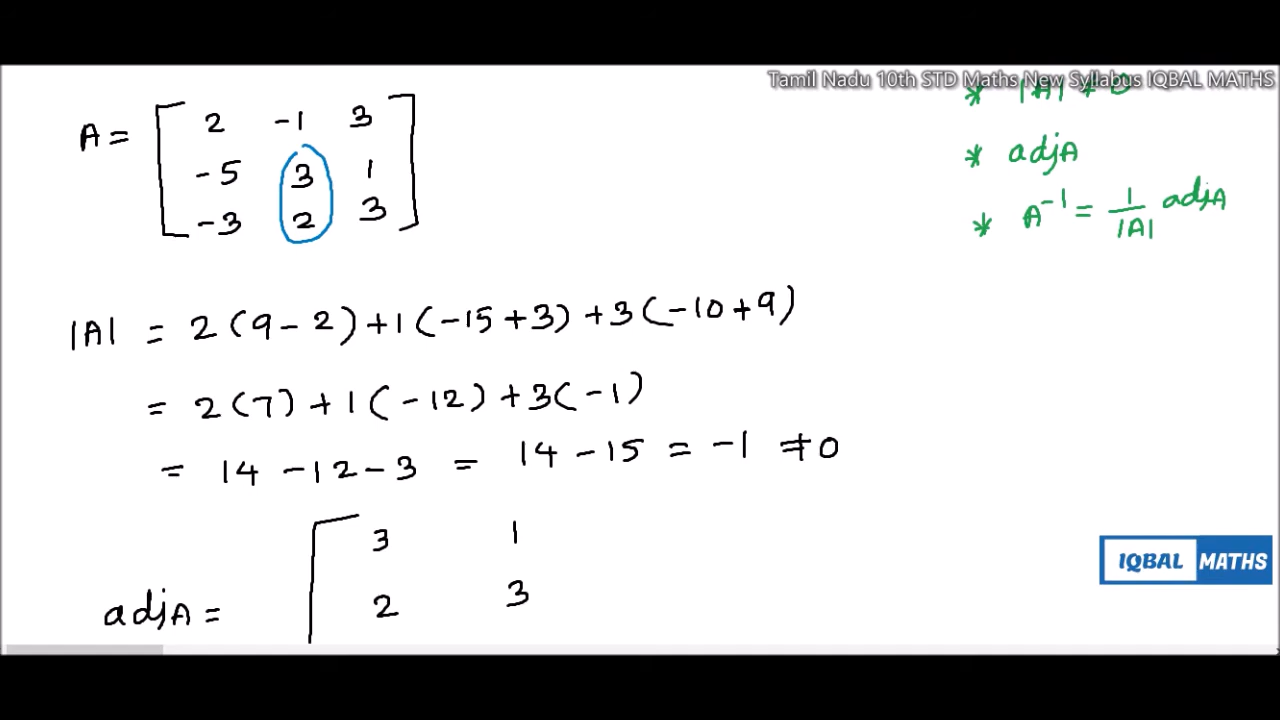 Tamil Nadu 10th STD Maths New Syllabus IQBAL MATHS
* |A| ≠ 0
* adjA
* A⁻¹ = 1/|A| adjA
A = [ 2 -1 3
-5 3 1
-3 2 3 ]
|A| = 2(9-2)+1(-15+3)+3(-10+9)
= 2(7)+1(-12)+3(-1)
= 14-12-3 = 14-15 = -1 ≠0
adjA = [ 3 1
2 3
IQBAL MATHS